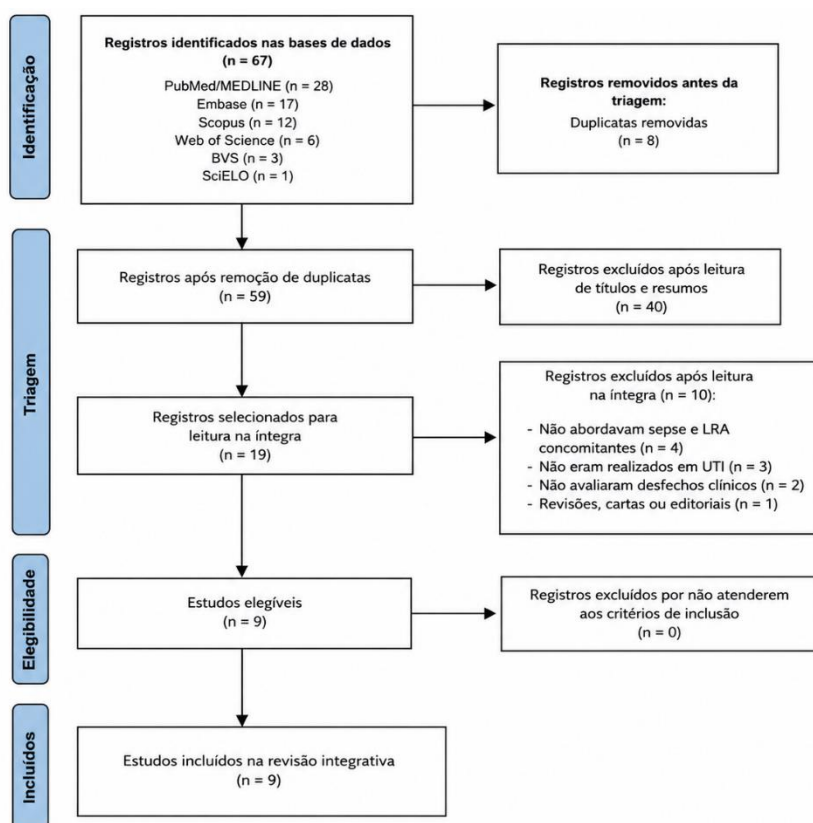 Identificação
Registros identificados nas bases de dados
(n = 67)
PubMed/MEDLINE (n = 28)
Embase (n = 17)
Scopus (n = 12)
Web of Science (n = 6)
BVS (n = 3)
SciELO (n = 1)
Registros removidos antes da
triagem:
Duplicatas removidas
(n = 8)
Triagem
Registros após remoção de duplicatas
(n = 59)
Registros excluídos após leitura
de títulos e resumos
(n = 40)
Registros selecionados para
leitura na íntegra
(n = 19)
Registros excluídos após leitura
na íntegra (n = 10):
- Não abordavam sepse e LRA
concomitantes (n = 4)
- Não eram realizados em UTI (n = 3)
- Não avaliaram desfechos clínicos (n = 2)
- Revisões, cartas ou editoriais (n = 1)
Elegibilidade
Estudos elegíveis
(n = 9)
Registros excluídos por não atenderem
aos critérios de inclusão
(n = 0)
Incluídos
Estudos incluídos na revisão integrativa
(n = 9)